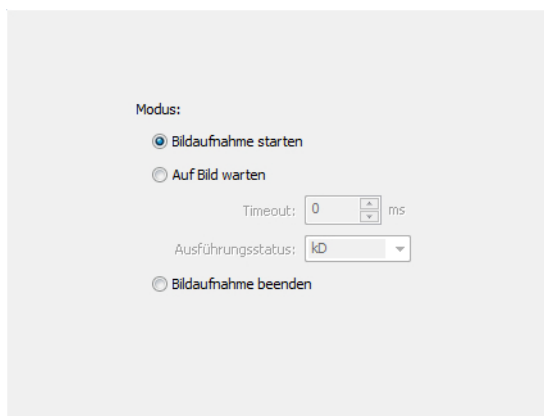 Modus:
Bildaufnahme starten
Auf Bild warten
Timeout: 0 ms
Ausführungsstatus: kD
Bildaufnahme beenden